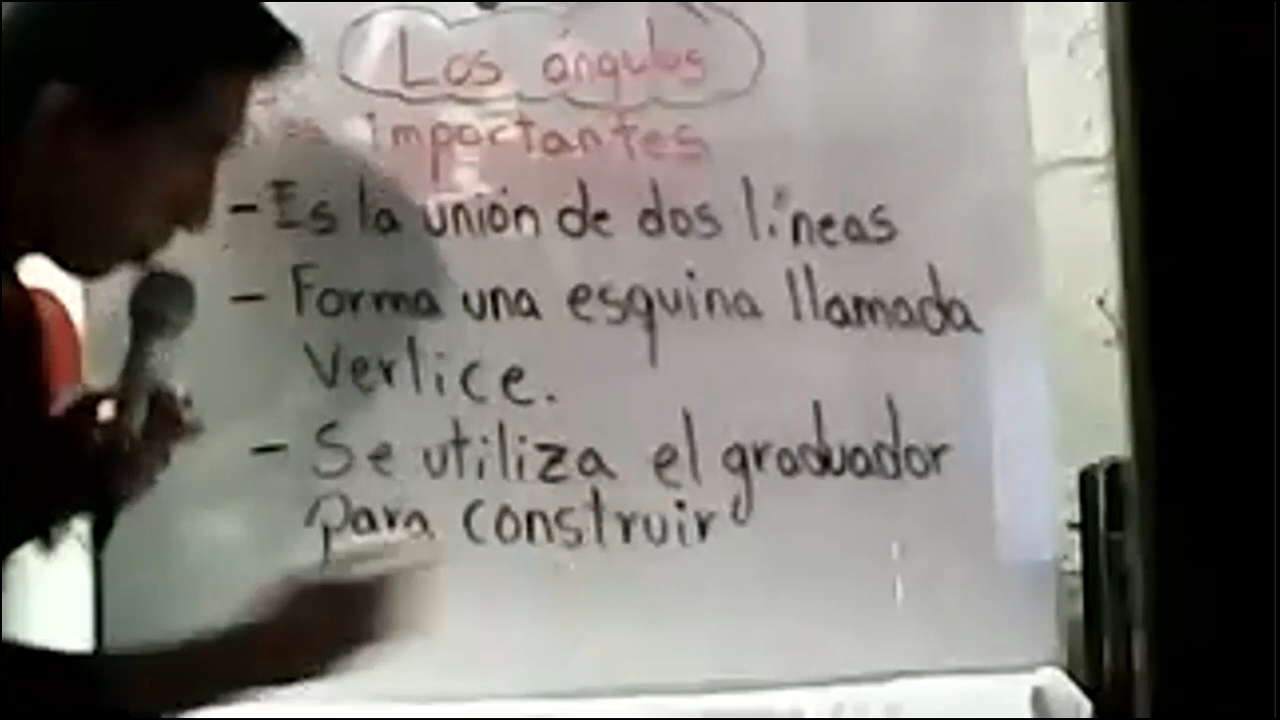 Los ángulos
importantes
- Es la unión de dos líneas
- Forma una esquina llamada
Vertice.
- Se utiliza el graduador
para construir